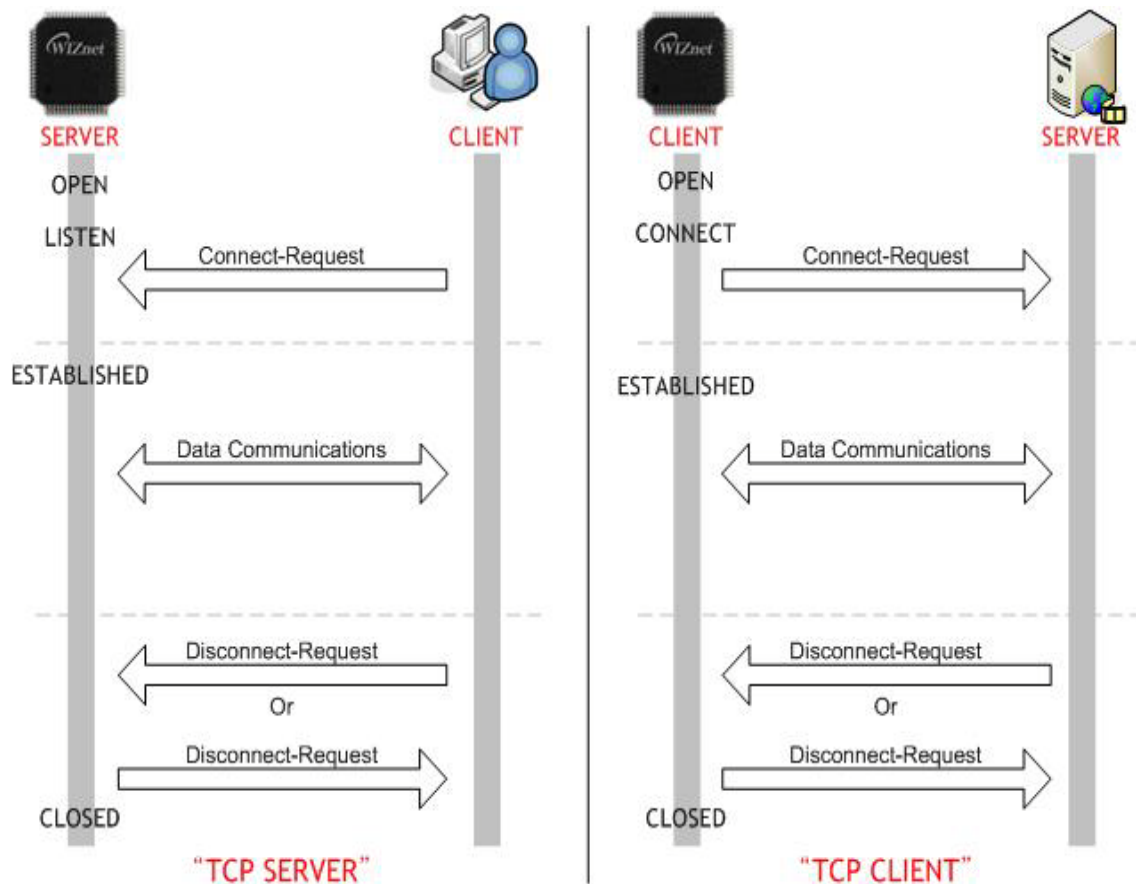 WIZnet
SERVER
CLIENT
OPEN
LISTEN
Connect-Request
ESTABLISHED
Data Communications
Disconnect-Request
Or
Disconnect-Request
CLOSED
“TCP SERVER”
WIZnet
CLIENT
SERVER
OPEN
CONNECT
Connect-Request
ESTABLISHED
Data Communications
Disconnect-Request
Or
Disconnect-Request
CLOSED
“TCP CLIENT”